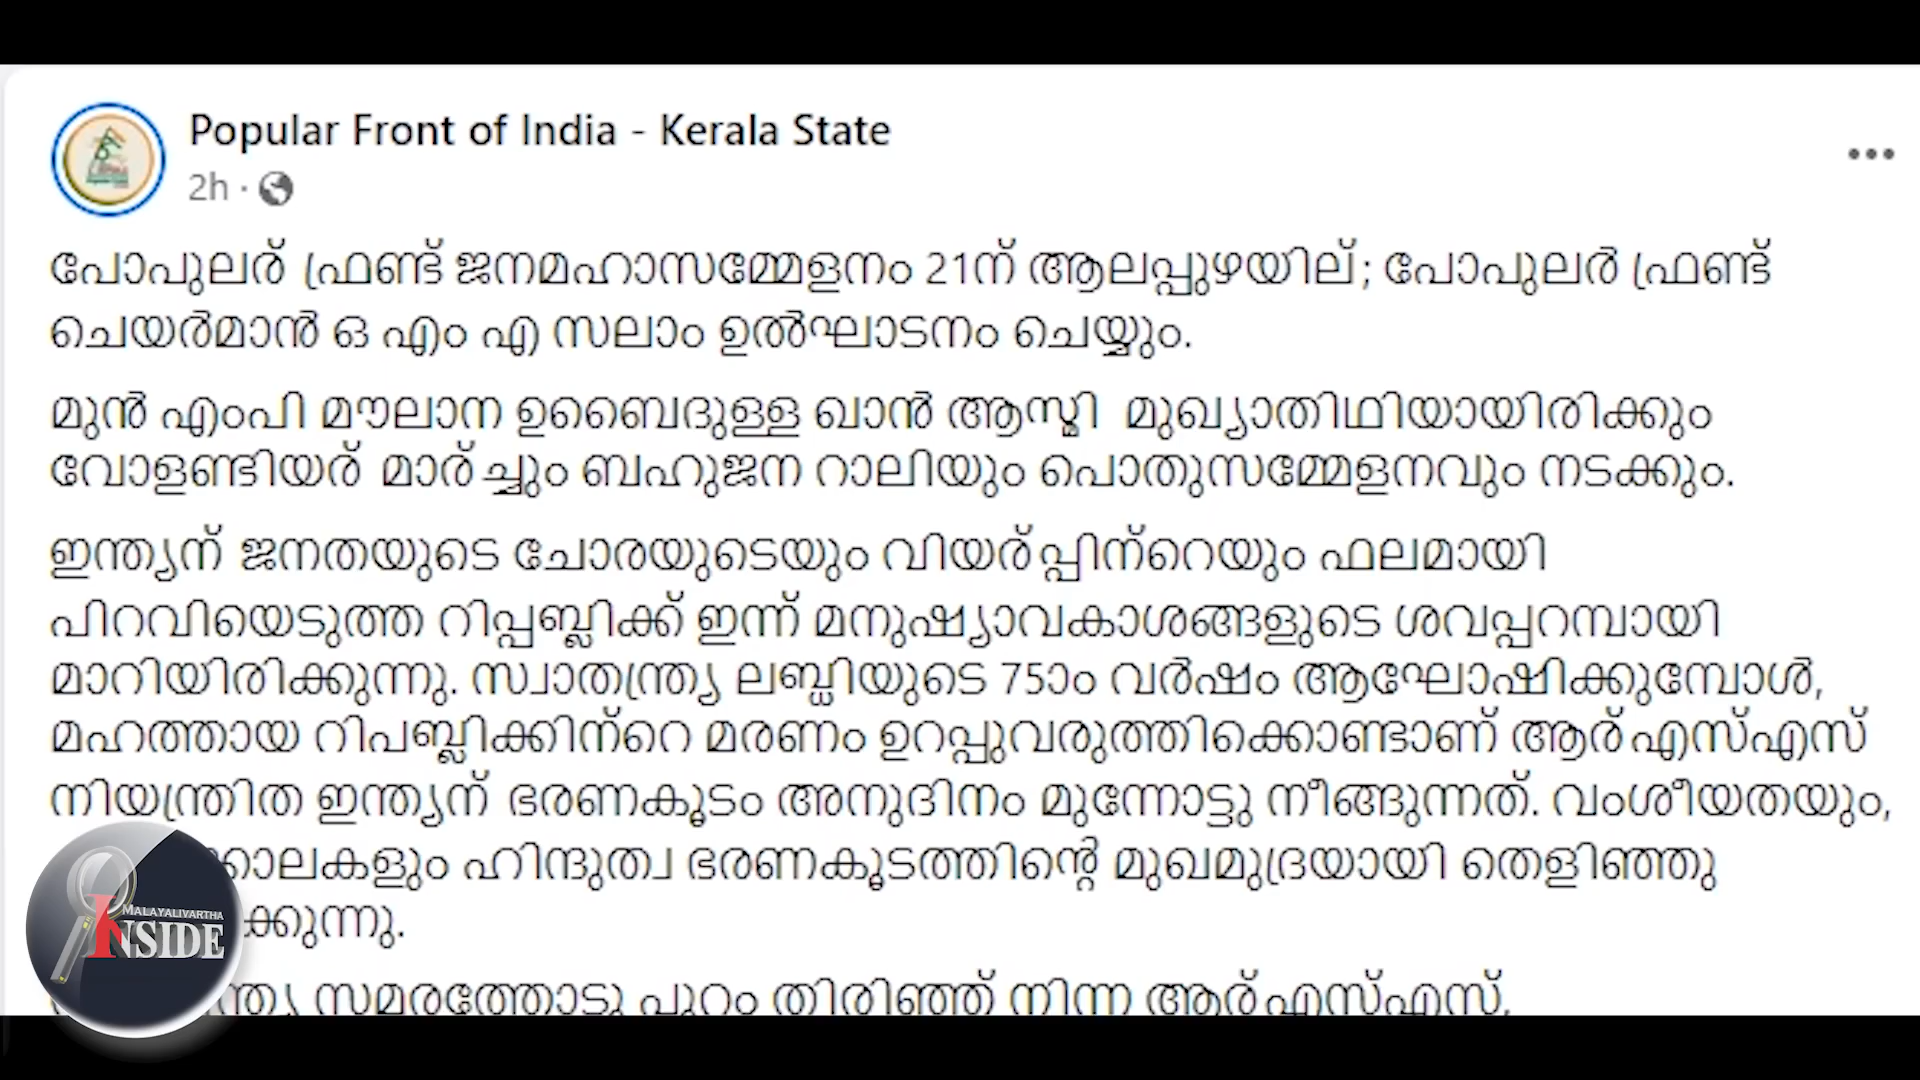 Popular Front of India - Kerala State
2h ·
പോപുലര് ഫ്രണ്ട് ജനമഹാസമ്മേളനം 21ന് ആലപ്പുഴയില്; പോപുലർ ഫ്രണ്ട്
ചെയർമാൻ ഒ എം എ സലാം ഉൽഘാടനം ചെയ്യും.
മുൻ എംപി മൗലാന ഉബൈദുള്ള ഖാൻ ആസ്മി മുഖ്യാതിഥിയായിരിക്കും
വോളണ്ടിയര് മാര്ച്ചും ബഹുജന റാലിയും പൊതുസമ്മേളനവും നടക്കും.
ഇന്ത്യന് ജനതയുടെ ചോരയുടെയും വിയര്പ്പിന്റെയും ഫലമായി
പിറവിയെടുത്ത റിപ്പബ്ലിക്ക് ഇന്ന് മനുഷ്യാവകാശങ്ങളുടെ ശവപ്പറമ്പായി
മാറിയിരിക്കുന്നു. സ്വാതന്ത്ര്യ ലബ്ധിയുടെ 75ാം വർഷം ആഘോഷിക്കുമ്പോൾ,
മഹത്തായ റിപബ്ലിക്കിന്റെ മരണം ഉറപ്പുവരുത്തിക്കൊണ്ടാണ് ആര്എസ്എസ്
നിയന്ത്രിത ഇന്ത്യന് ഭരണകൂടം അനുദിനം മുന്നോട്ടു നീങ്ങുന്നത്. വംശീയതയും,
ഹിന്ദുത്വ ഭരണകൂടത്തിന്റെ മുഖമുദ്രയായി തെളിഞ്ഞു
സമരത്തോടു പുറം തിരിഞ്ഞ് നിന്ന ആര്എസ്എസ്,
MALAYALIVARTHA
INSIDE